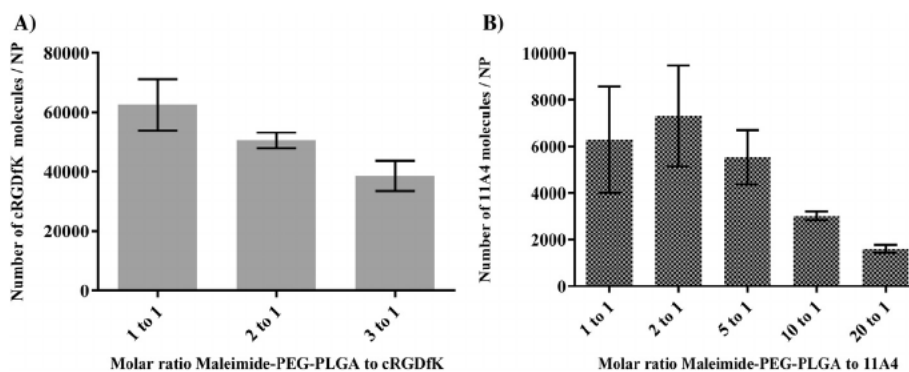 A)
Number of cRGDfK molecules / NP
80000
60000
40000
20000
0
1 to 1
2 to 1
3 to 1
Molar ratio Maleimide-PEG-PLGA to cRGDfK
B)
Number of 11A4 molecules / NP
10000
8000
6000
4000
2000
0
1 to 1
2 to 1
5 to 1
10 to 1
20 to 1
Molar ratio Maleimide-PEG-PLGA to 11A4